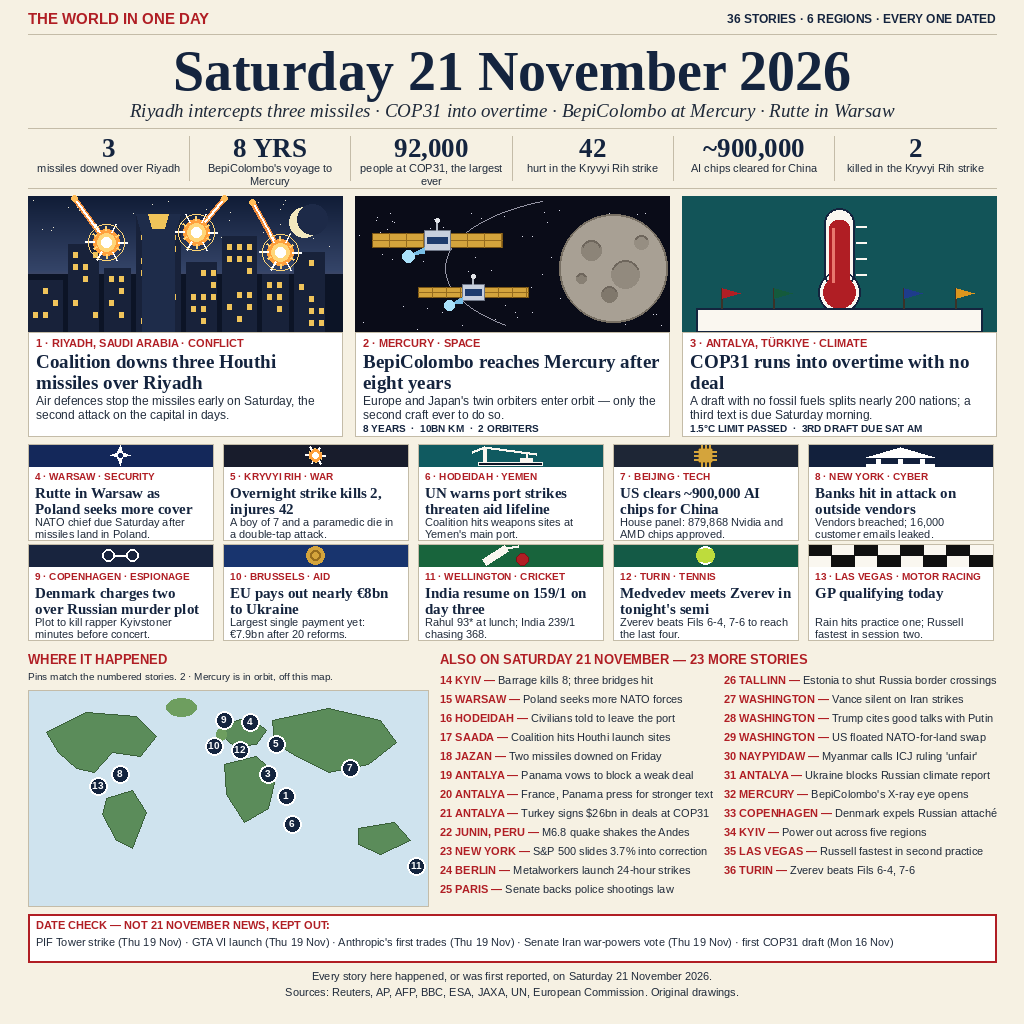 THE WORLD IN ONE DAY
36 STORIES · 6 REGIONS · EVERY ONE DATED
Saturday 21 November 2026
Riyadh intercepts three missiles · COP31 into overtime · BepiColombo at Mercury · Rutte in Warsaw
3
missiles downed over Riyadh
8 YRS
BepiColombo's voyage to
Mercury
92,000
people at COP31, the largest
ever
42
hurt in the Kryvyi Rih strike
~900,000
AI chips cleared for China
2
killed in the Kryvyi Rih strike
1 · RIYADH, SAUDI ARABIA · CONFLICT
Coalition downs three Houthi
missiles over Riyadh
Air defences stop the missiles early on Saturday, the
second attack on the capital in days.
2 · MERCURY · SPACE
BepiColombo reaches Mercury after
eight years
Europe and Japan's twin orbiters enter orbit — only the
second craft ever to do so.
8 YEARS · 10BN KM · 2 ORBITERS
3 · ANTALYA, TÜRKIYE · CLIMATE
COP31 runs into overtime with no
deal
A draft with no fossil fuels splits nearly 200 nations; a
third text is due Saturday morning.
1.5°C LIMIT PASSED · 3RD DRAFT DUE SAT AM
4 · WARSAW · SECURITY
Rutte in Warsaw as
Poland seeks more cover
NATO chief due Saturday after
missiles land in Poland.
5 · KRYVYI RIH · WAR
Overnight strike kills 2,
injures 42
A boy of 7 and a paramedic die in
a double-tap attack.
6 · HODEIDAH · YEMEN
UN warns port strikes
threaten aid lifeline
Coalition hits weapons sites at
Yemen's main port.
7 · BEIJING · TECH
US clears ~900,000 AI
chips for China
House panel: 879,868 Nvidia and
AMD chips approved.
8 · NEW YORK · CYBER
Banks hit in attack on
outside vendors
Vendors breached; 16,000
customer emails leaked.
9 · COPENHAGEN · ESPIONAGE
Denmark charges two
over Russian murder plot
Plot to kill rapper Kyivstoner
minutes before concert.
10 · BRUSSELS · AID
EU pays out nearly €8bn
to Ukraine
Largest single payment yet:
€7.9bn after 20 reforms.
11 · WELLINGTON · CRICKET
India resume on 159/1 on
day three
Rahul 93* at lunch; India 239/1
chasing 368.
12 · TURIN · TENNIS
Medvedev meets Zverev in
tonight's semi
Zverev beats Fils 6-4, 7-6 to reach
the last four.
13 · LAS VEGAS · MOTOR RACING
GP qualifying today
Rain hits practice one; Russell
fastest in session two.
WHERE IT HAPPENED
Pins match the numbered stories. 2 · Mercury is in orbit, off this map.
9
4
10
12
5
8
13
3
7
1
6
11
ALSO ON SATURDAY 21 NOVEMBER — 23 MORE STORIES
14 KYIV — Barrage kills 8; three bridges hit
15 WARSAW — Poland seeks more NATO forces
16 HODEIDAH — Civilians told to leave the port
17 SAADA — Coalition hits Houthi launch sites
18 JAZAN — Two missiles downed on Friday
19 ANTALYA — Panama vows to block a weak deal
20 ANTALYA — France, Panama press for stronger text
21 ANTALYA — Turkey signs $26bn in deals at COP31
22 JUNIN, PERU — M6.8 quake shakes the Andes
23 NEW YORK — S&P 500 slides 3.7% into correction
24 BERLIN — Metalworkers launch 24-hour strikes
25 PARIS — Senate backs police shootings law
26 TALLINN — Estonia to shut Russia border crossings
27 WASHINGTON — Vance silent on Iran strikes
28 WASHINGTON — Trump cites good talks with Putin
29 WASHINGTON — US floated NATO-for-land swap
30 NAYPYIDAW — Myanmar calls ICJ ruling 'unfair'
31 ANTALYA — Ukraine blocks Russian climate report
32 MERCURY — BepiColombo's X-ray eye opens
33 COPENHAGEN — Denmark expels Russian attaché
34 KYIV — Power out across five regions
35 LAS VEGAS — Russell fastest in second practice
36 TURIN — Zverev beats Fils 6-4, 7-6
DATE CHECK — NOT 21 NOVEMBER NEWS, KEPT OUT:
PIF Tower strike (Thu 19 Nov) · GTA VI launch (Thu 19 Nov) · Anthropic's first trades (Thu 19 Nov) · Senate Iran war-powers vote (Thu 19 Nov) · first COP31 draft (Mon 16 Nov)
Every story here happened, or was first reported, on Saturday 21 November 2026.
Sources: Reuters, AP, AFP, BBC, ESA, JAXA, UN, European Commission. Original drawings.